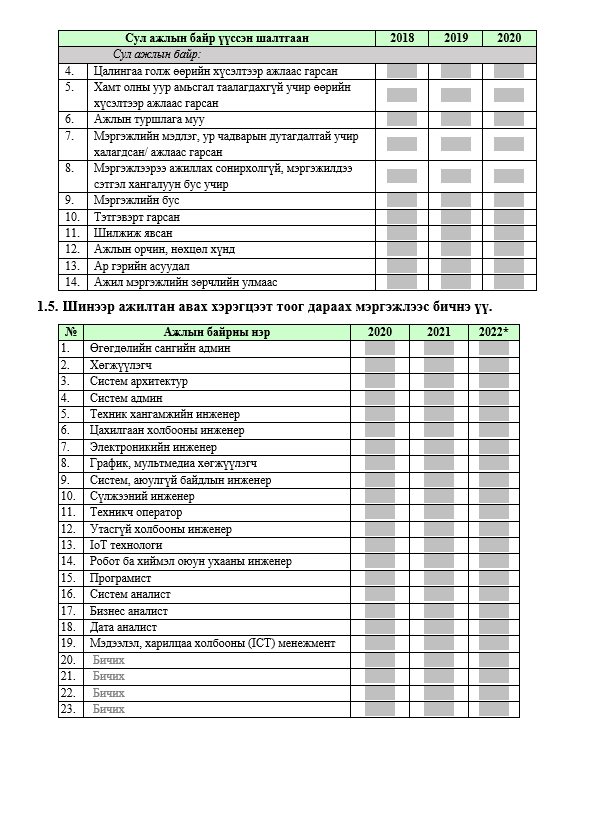 Сул ажлын байр үүссэн шалтгаан 2018 2019 2020
Сул ажлын байр:
4. Цалингаа голж өөрийн хүсэлтээр ажлаас гарсан
5. Хамт олны уур амьсгал таалагдахгүй учир өөрийн
хүсэлтээр ажлаас гарсан
6. Ажлын туршлага муу
7. Мэргэжлийн мэдлэг, ур чадварын дутагдалтай учир
халагдсан/ ажлаас гарсан
8. Мэргэжлээрээ ажиллах сонирхолгүй, мэргэжилдээ
сэтгэл хангалуун бус учир
9. Мэргэжлийн бус
10. Тэтгэвэрт гарсан
11. Шилжиж явсан
12. Ажлын орчин, нөхцөл хүнд
13. Ар гэрийн асуудал
14. Ажил мэргэжлийн зөрчлийн улмаас
1.5. Шинээр ажилтан авах хэрэгцээт тоог дараах мэргэжлээс бичнэ үү.
№ Ажлын байрны нэр 2020 2021 2022*
1. Өгөгдөлийн сангийн админ
2. Хөгжүүлэгч
3. Систем архитектур
4. Систем админ
5. Техник хангамжийн инженер
6. Цахилгаан холбооны инженер
7. Электроникийн инженер
8. График, мультмедиа хөгжүүлэгч
9. Систем, аюулгүй байдлын инженер
10. Сүлжээний инженер
11. Техникч оператор
12. Утасгүй холбооны инженер
13. IoT технологи
14. Робот ба хиймэл оюун ухааны инженер
15. Програмист
16. Систем аналист
17. Бизнес аналист
18. Дата аналист
19. Мэдээлэл, харилцаа холбооны (ICT) менежмент
20. Бичих
21. Бичих
22. Бичих
23. Бичих